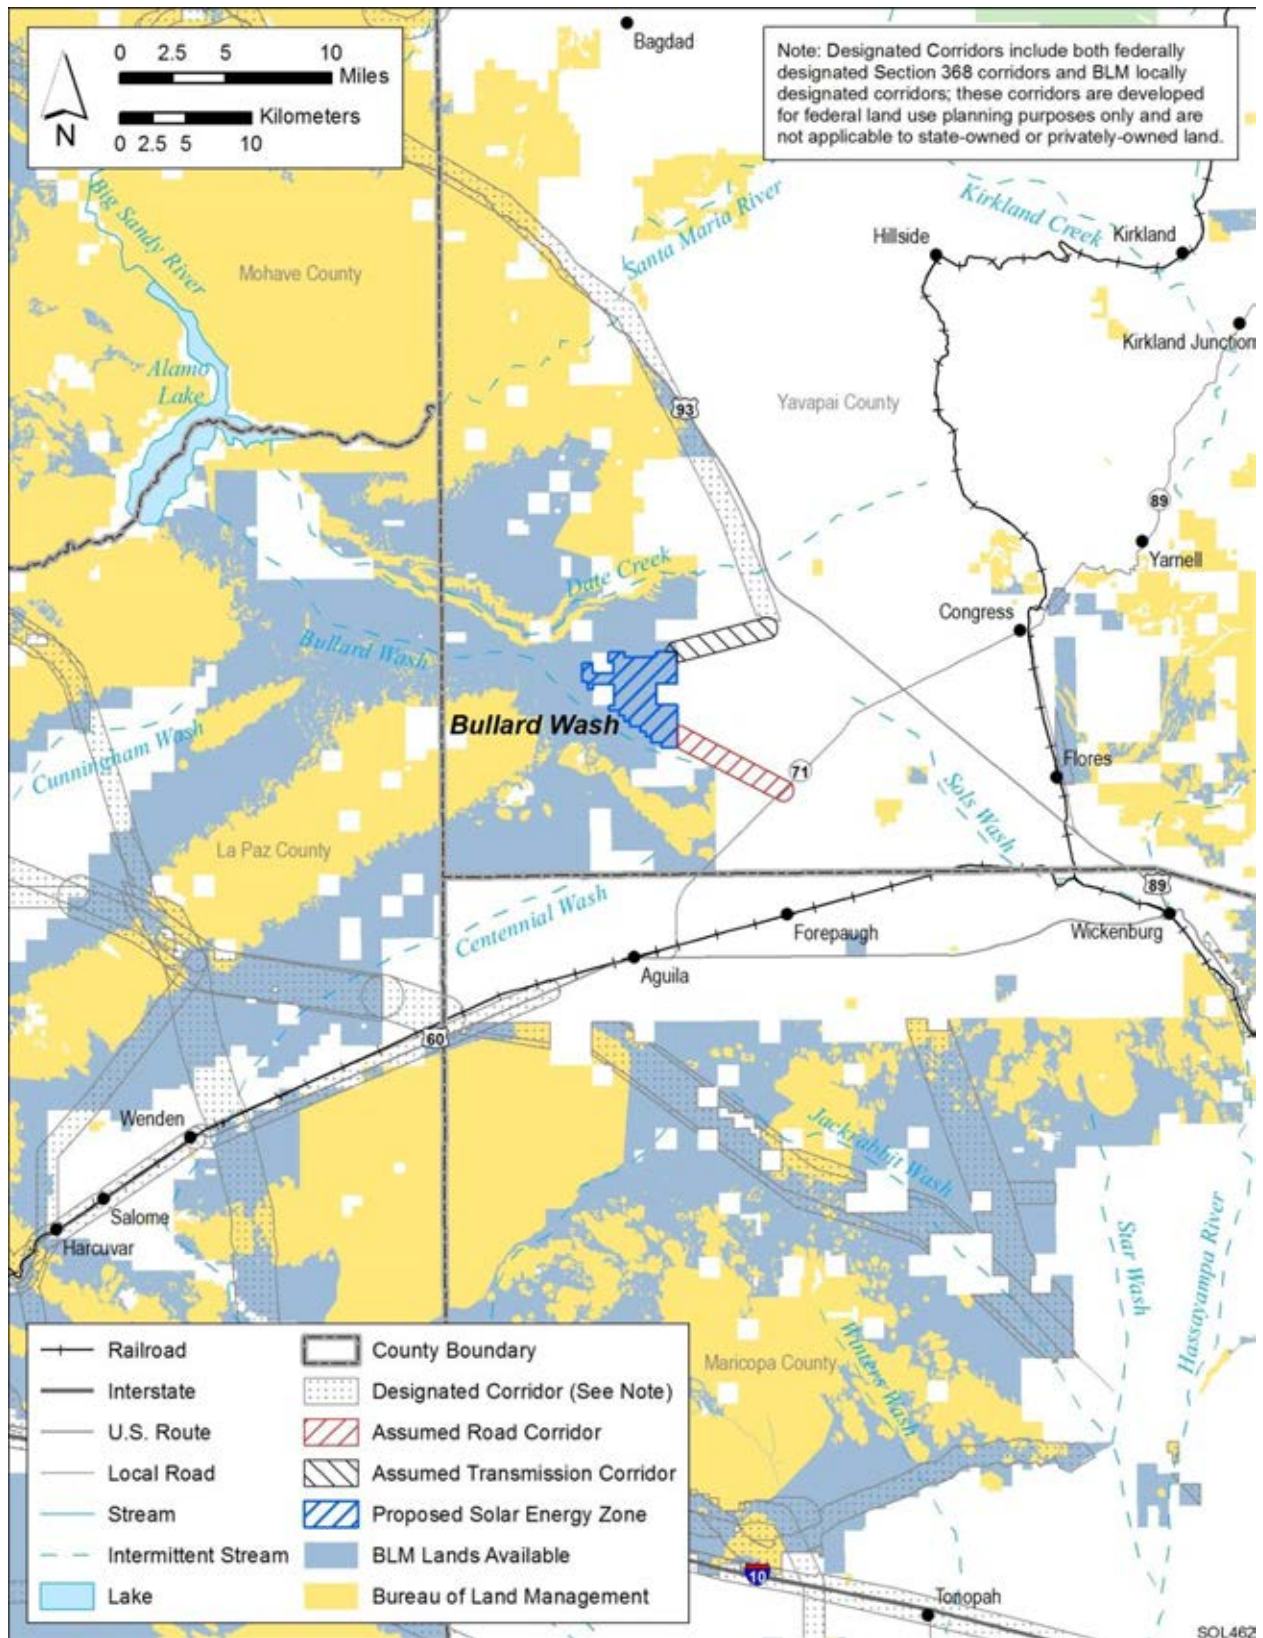 0 2.5 5 10
Miles
Kilometers
0 2.5 5 10
N
Bagdad
Note: Designated Corridors include both federally
designated Section 368 corridors and BLM locally
designated corridors; these corridors are developed
for federal land use planning purposes only and are
not applicable to state-owned or privately-owned land.
Big Sandy River
Santa Maria River
Kirkland Creek
Hillside
Kirkland
Mohave County
Kirkland Junction
Alamo
Lake
93
Yavapai County
89
Yarnell
Date Creek
Congress
Bullard Wash
Bullard Wash
Cunningham Wash
71
Flores
Sols Wash
La Paz County
89
Centennial Wash
Forepaugh
Wickenburg
Aguila
60
Wenden
Jackrabbit Wash
Salome
Harcuvar
Star Wash
Hassayampa River
Winters Wash
Maricopa County
Railroad
Interstate
U.S. Route
Local Road
Stream
Intermittent Stream
Lake
County Boundary
Designated Corridor (See Note)
Assumed Road Corridor
Assumed Transmission Corridor
Proposed Solar Energy Zone
BLM Lands Available
Bureau of Land Management
10
Tonopah
SOL462